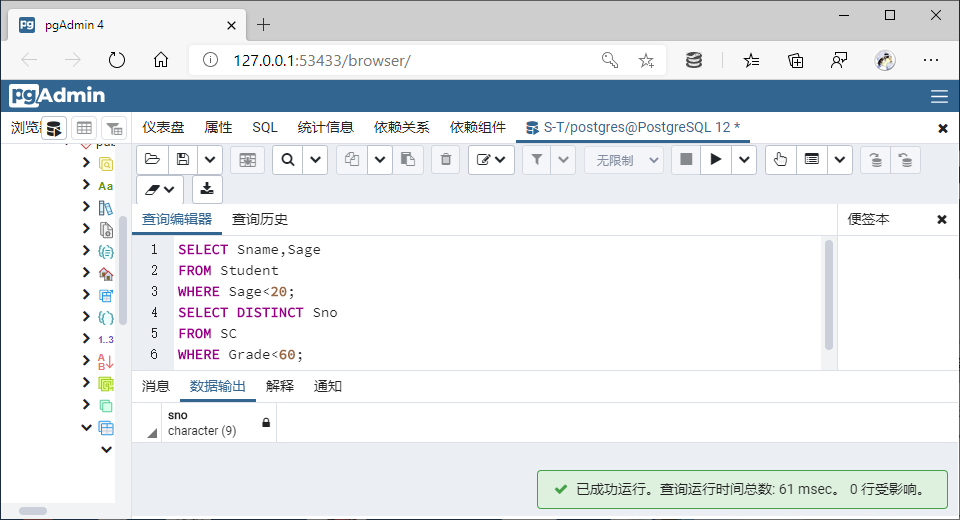 pgAdmin 4
127.0.0.1:53433/browser/
pgAdmin
浏览器 仪表盘 属性 SQL 统计信息 依赖关系 依赖组件 S-T/postgres@PostgreSQL 12 *
无限制
查询编辑器 查询历史 便签本
1 SELECT Sname,Sage
2 FROM Student
3 WHERE Sage<20;
4 SELECT DISTINCT Sno
5 FROM SC
6 WHERE Grade<60;
Aa
1..3
消息 数据输出 解释 通知
sno
character (9)
已成功运行。查询运行时间总数: 61 msec。 0 行受影响。